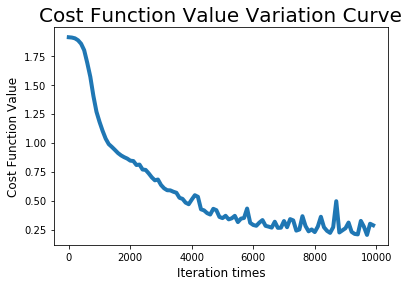 Cost Function Value Variation Curve
Cost Function Value
1.75
1.50
1.25
1.00
0.75
0.50
0.25
0 2000 4000 6000 8000 10000
Iteration times